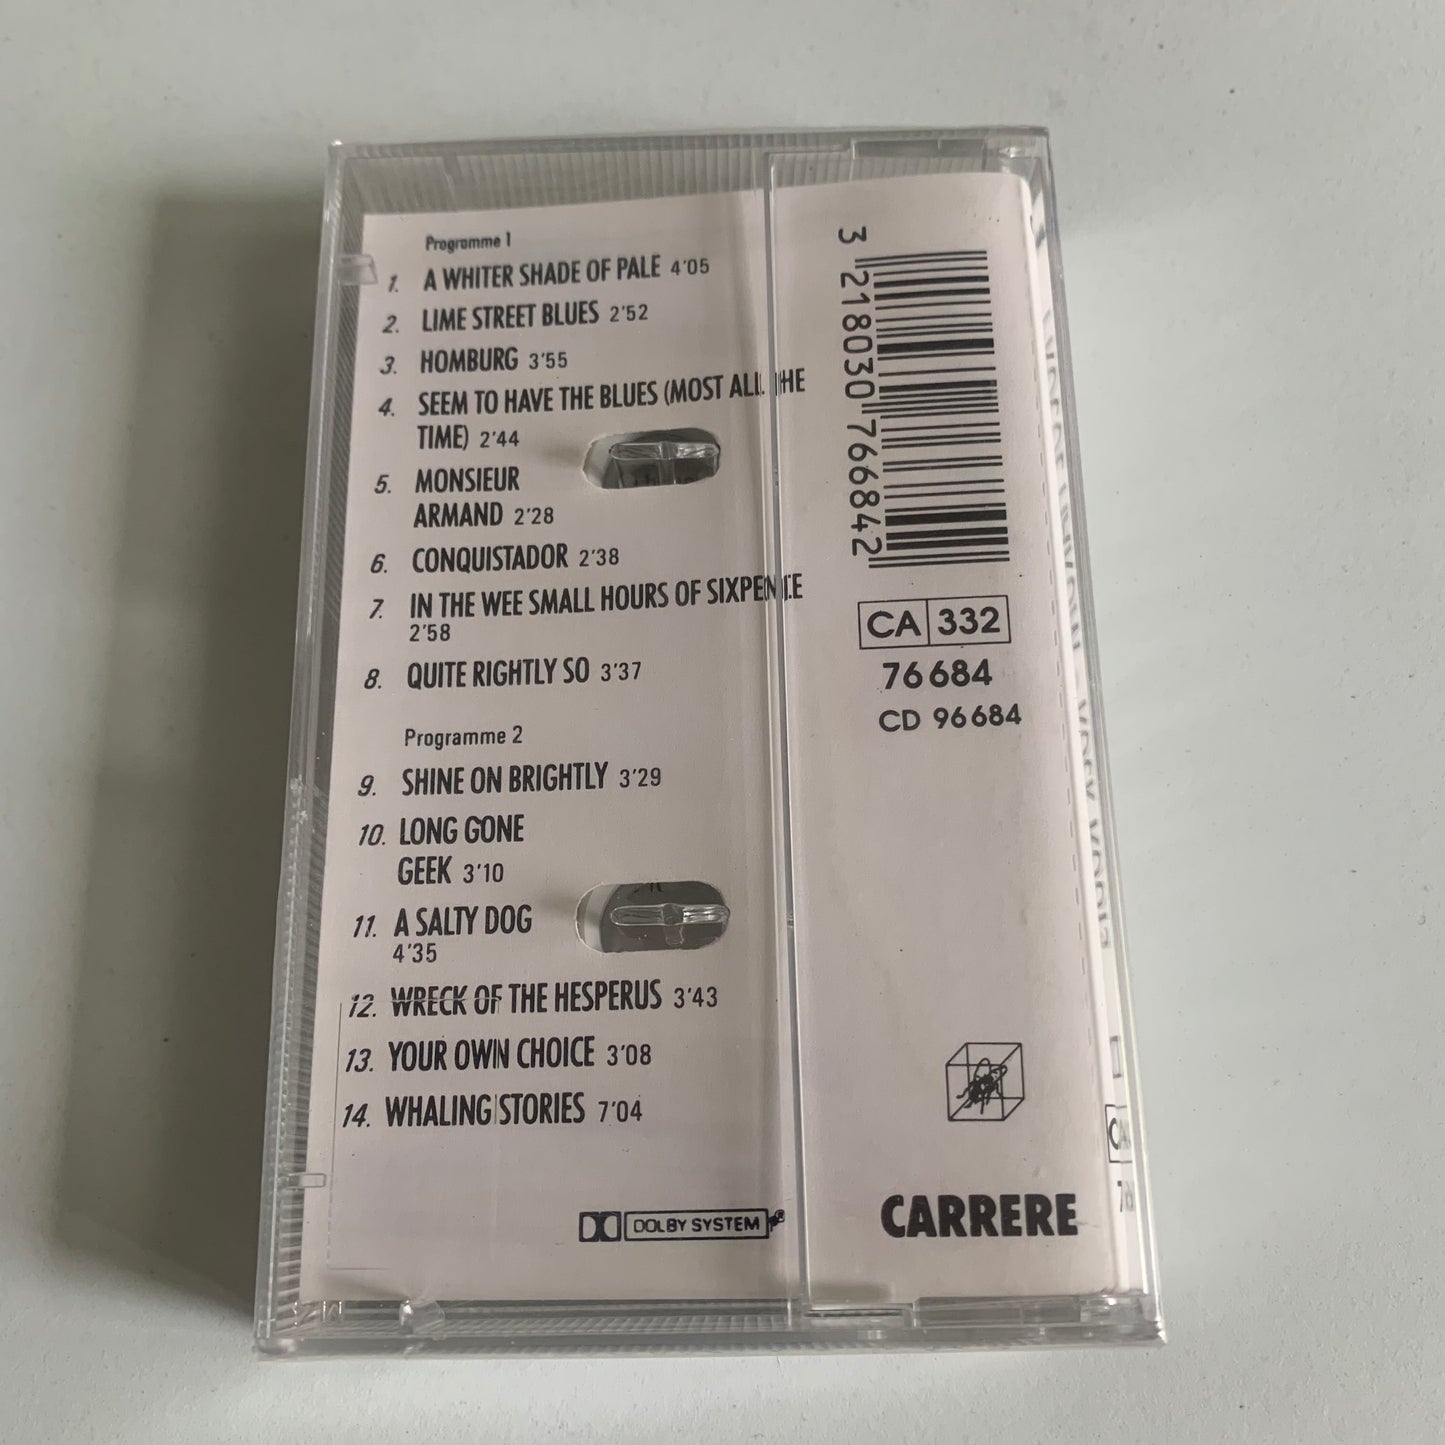 Programme 1
1. A WHITER SHADE OF PALE 4'05
2. LIME STREET BLUES 2'52
3. HOMBURG 3'55
4. SEEM TO HAVE THE BLUES (MOST ALL THE
TIME) 2'44
5. MONSIEUR
ARMAND 2'28
6. CONQUISTADOR 2'38
7. IN THE WEE SMALL HOURS OF SIXPENCE
2'58
8. QUITE RIGHTLY SO 3'37
Programme 2
9. SHINE ON BRIGHTLY 3'29
10. LONG GONE
GEEK 3'10
11. A SALTY DOG
4'35
12. WRECK OF THE HESPERUS 3'43
13. YOUR OWN CHOICE 3'08
14. WHALING STORIES 7'04
DOLBY SYSTEM ®
3 218030 766842
CA 332
76 684
CD 96 684
CARRERE